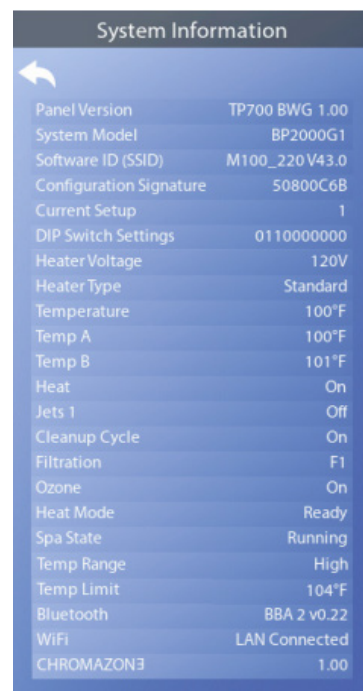 System Information
Panel Version TP700 BWG 1.00
System Model BP2000G1
Software ID (SSID) M100_220 V43.0
Configuration Signature 50800C6B
Current Setup 1
DIP Switch Settings 0110000000
Heater Voltage 120V
Heater Type Standard
Temperature 100°F
Temp A 100°F
Temp B 101°F
Heat On
Jets 1 Off
Cleanup Cycle On
Filtration F1
Ozone On
Heat Mode Ready
Spa State Running
Temp Range High
Temp Limit 104°F
Bluetooth BBA 2 v0.22
WiFi LAN Connected
CHROMAZONƎ 1.00